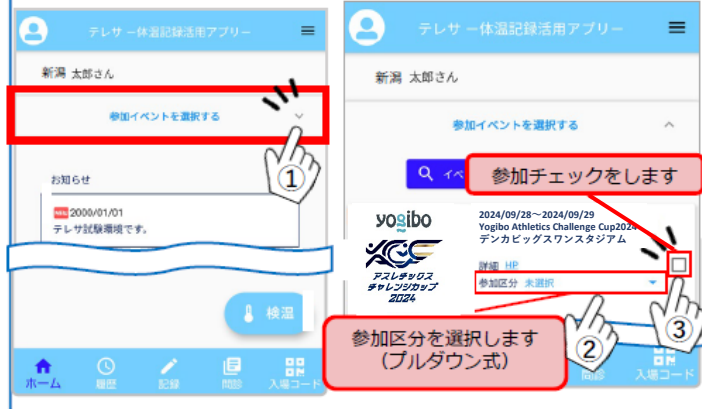 テレサ ー体温記録活用アプリー
新潟 太郎さん
参加イベントを選択する
①
お知らせ
NEW 2000/01/01
テレサ試験環境です。
検温
ホーム
履歴
記録
問診
入場コード
テレサ ー体温記録活用アプリー
新潟 太郎さん
参加イベントを選択する
イベ
参加チェックをします
yogibo
アスレチックス
チャレンジカップ
2024
2024/09/28~2024/09/29
Yogibo Athletics Challenge Cup2024
デンカビッグスワンスタジアム
詳細 HP
参加区分 未選択
参加区分を選択します
(プルダウン式)
②
③
問診
入場コード